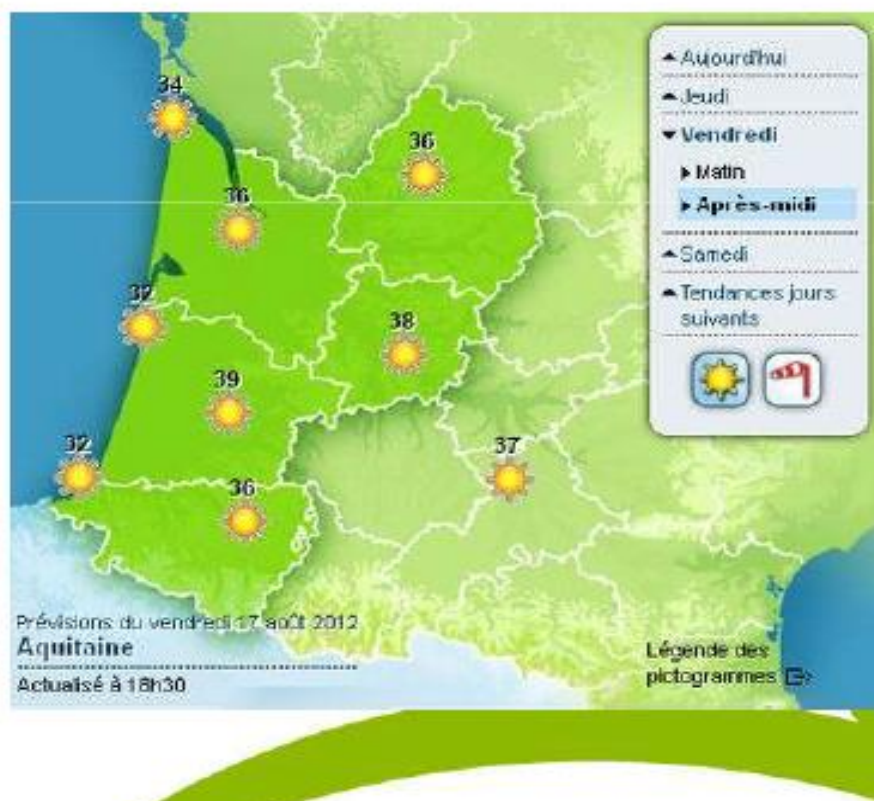 34
36
36
32
38
39
32
36
37
Aujourd'hui
Jeudi
Vendredi
Matin
Après-midi
Samedi
Tendances jours
suivants
Prévisions du vendredi 17 août 2012
Aquitaine
Actualisé à 18h30
Légende des
pictogrammes